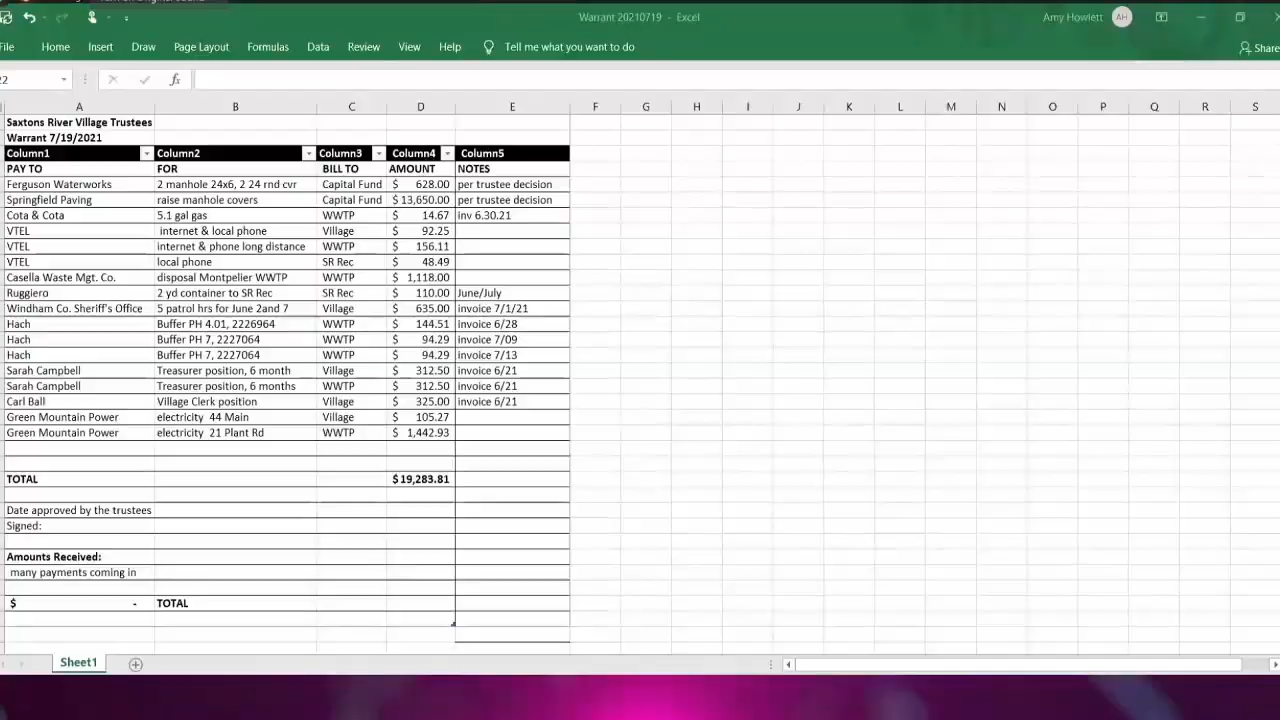 Warrant 20210719 - Excel
Amy Howlett AH
File Home Insert Draw Page Layout Formulas Data Review View Help Tell me what you want to do Share
22 fx
A B C D E F G H I J K L M N O P Q R S
Saxtons River Village Trustees
Warrant 7/19/2021
Column1 Column2 Column3 Column4 Column5
PAY TO FOR BILL TO AMOUNT NOTES
Ferguson Waterworks 2 manhole 24x6, 2 24 rnd cvr Capital Fund $ 628.00 per trustee decision
Springfield Paving raise manhole covers Capital Fund $ 13,650.00 per trustee decision
Cota & Cota 5.1 gal gas WWTP $ 14.67 inv 6.30.21
VTEL internet & local phone Village $ 92.25
VTEL internet & phone long distance WWTP $ 156.11
VTEL local phone SR Rec $ 48.49
Casella Waste Mgt. Co. disposal Montpelier WWTP WWTP $ 1,118.00
Ruggiero 2 yd container to SR Rec SR Rec $ 110.00 June/July
Windham Co. Sheriff's Office 5 patrol hrs for June 2and 7 Village $ 635.00 invoice 7/1/21
Hach Buffer PH 4.01, 2226964 WWTP $ 144.51 invoice 6/28
Hach Buffer PH 7, 2227064 WWTP $ 94.29 invoice 7/09
Hach Buffer PH 7, 2227064 WWTP $ 94.29 invoice 7/13
Sarah Campbell Treasurer position, 6 month Village $ 312.50 invoice 6/21
Sarah Campbell Treasurer position, 6 months WWTP $ 312.50 invoice 6/21
Carl Ball Village Clerk position Village $ 325.00 invoice 6/21
Green Mountain Power electricity 44 Main Village $ 105.27
Green Mountain Power electricity 21 Plant Rd WWTP $ 1,442.93
TOTAL $ 19,283.81
Date approved by the trustees
Signed:
Amounts Received:
many payments coming in
$ - TOTAL
Sheet1